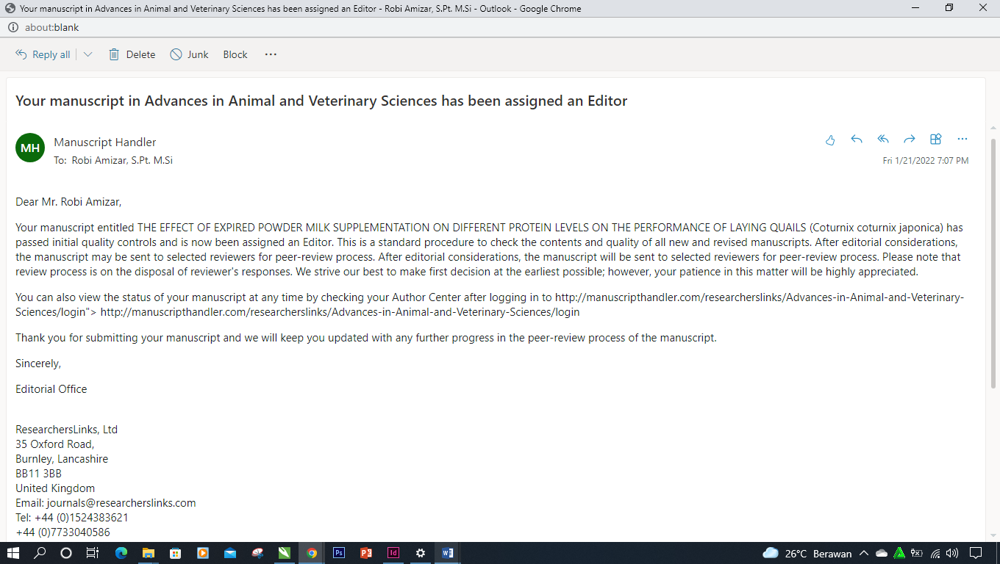 Your manuscript in Advances in Animal and Veterinary Sciences has been assigned an Editor - Robi Amizar, S.Pt. M.Si - Outlook - Google Chrome
about:blank
Reply all
Delete
Junk
Block
Your manuscript in Advances in Animal and Veterinary Sciences has been assigned an Editor
MH
Manuscript Handler
To: Robi Amizar, S.Pt. M.Si
Fri 1/21/2022 7:07 PM
Dear Mr. Robi Amizar,
Your manuscript entitled THE EFFECT OF EXPIRED POWDER MILK SUPPLEMENTATION ON DIFFERENT PROTEIN LEVELS ON THE PERFORMANCE OF LAYING QUAILS (Coturnix coturnix japonica) has
passed initial quality controls and is now been assigned an Editor. This is a standard procedure to check the contents and quality of all new and revised manuscripts. After editorial considerations,
the manuscript may be sent to selected reviewers for peer-review process. After editorial considerations, the manuscript will be sent to selected reviewers for peer-review process. Please note that
review process is on the disposal of reviewer's responses. We strive our best to make first decision at the earliest possible; however, your patience in this matter will be highly appreciated.
You can also view the status of your manuscript at any time by checking your Author Center after logging in to http://manuscripthandler.com/researcherslinks/Advances-in-Animal-and-Veterinary-
Sciences/login"> http://manuscripthandler.com/researcherslinks/Advances-in-Animal-and-Veterinary-Sciences/login
Thank you for submitting your manuscript and we will keep you updated with any further progress in the peer-review process of the manuscript.
Sincerely,
Editorial Office
ResearchersLinks, Ltd
35 Oxford Road,
Burnley, Lancashire
BB11 3BB
United Kingdom
Email: journals@researcherslinks.com
Tel: +44 (0)1524383621
+44 (0)7733040586
Ps
Id
26°C Berawan